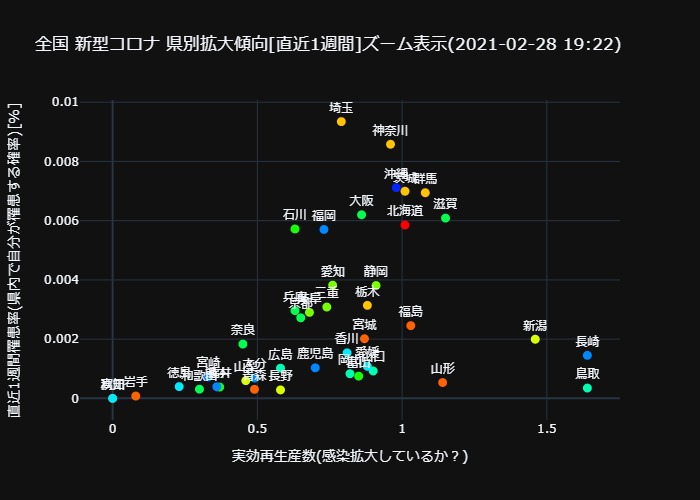 全国 新型コロナ 県別拡大傾向[直近1週間]ズーム表示(2021-02-28 19:22)
直近1週間罹患率(県内で自分が罹患する確率)[%]
0.01
0.008
0.006
0.004
0.002
0
埼玉
神奈川
沖縄
茨城
群馬
大阪
滋賀
北海道
石川
福岡
愛知
静岡
兵庫
三重
京都
栃木
福島
宮城
奈良
新潟
長崎
香川
広島
鹿児島
愛媛
宮崎
大分
徳島
和歌山
長野
山形
鳥取
岩手
0
0.5
1
1.5
実効再生産数(感染拡大しているか？)